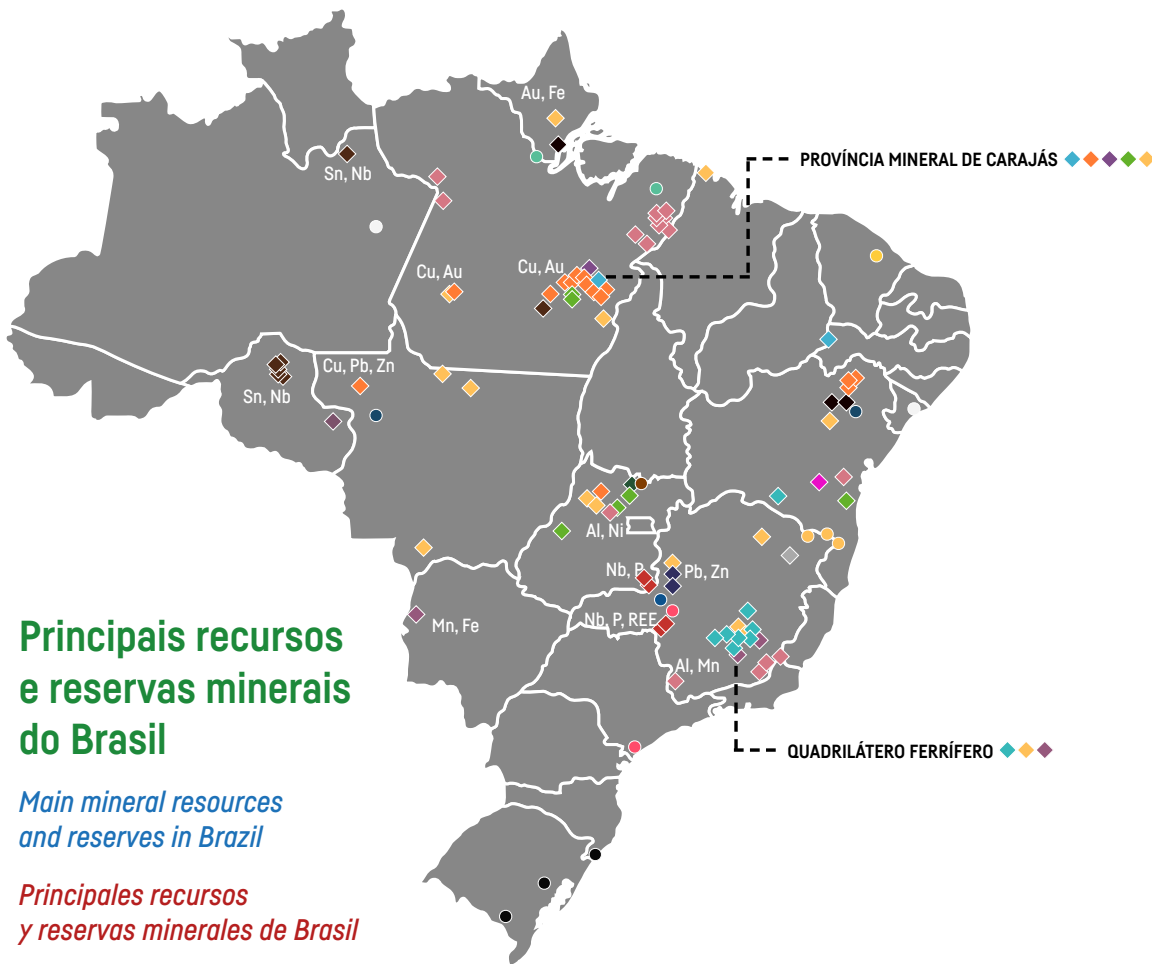 Au, Fe
PROVÍNCIA MINERAL DE CARAJÁS
Sn, Nb
Cu, Au
Cu, Au
Cu, Pb, Zn
Sn, Nb
Al, Ni
Nb, P
Pb, Zn
Nb, P, REE
Mn, Fe
Al, Mn
QUADRILÁTERO FERRÍFERO
Principais recursos
e reservas minerais
do Brasil
Main mineral resources
and reserves in Brazil
Principales recursos
y reservas minerales de Brasil